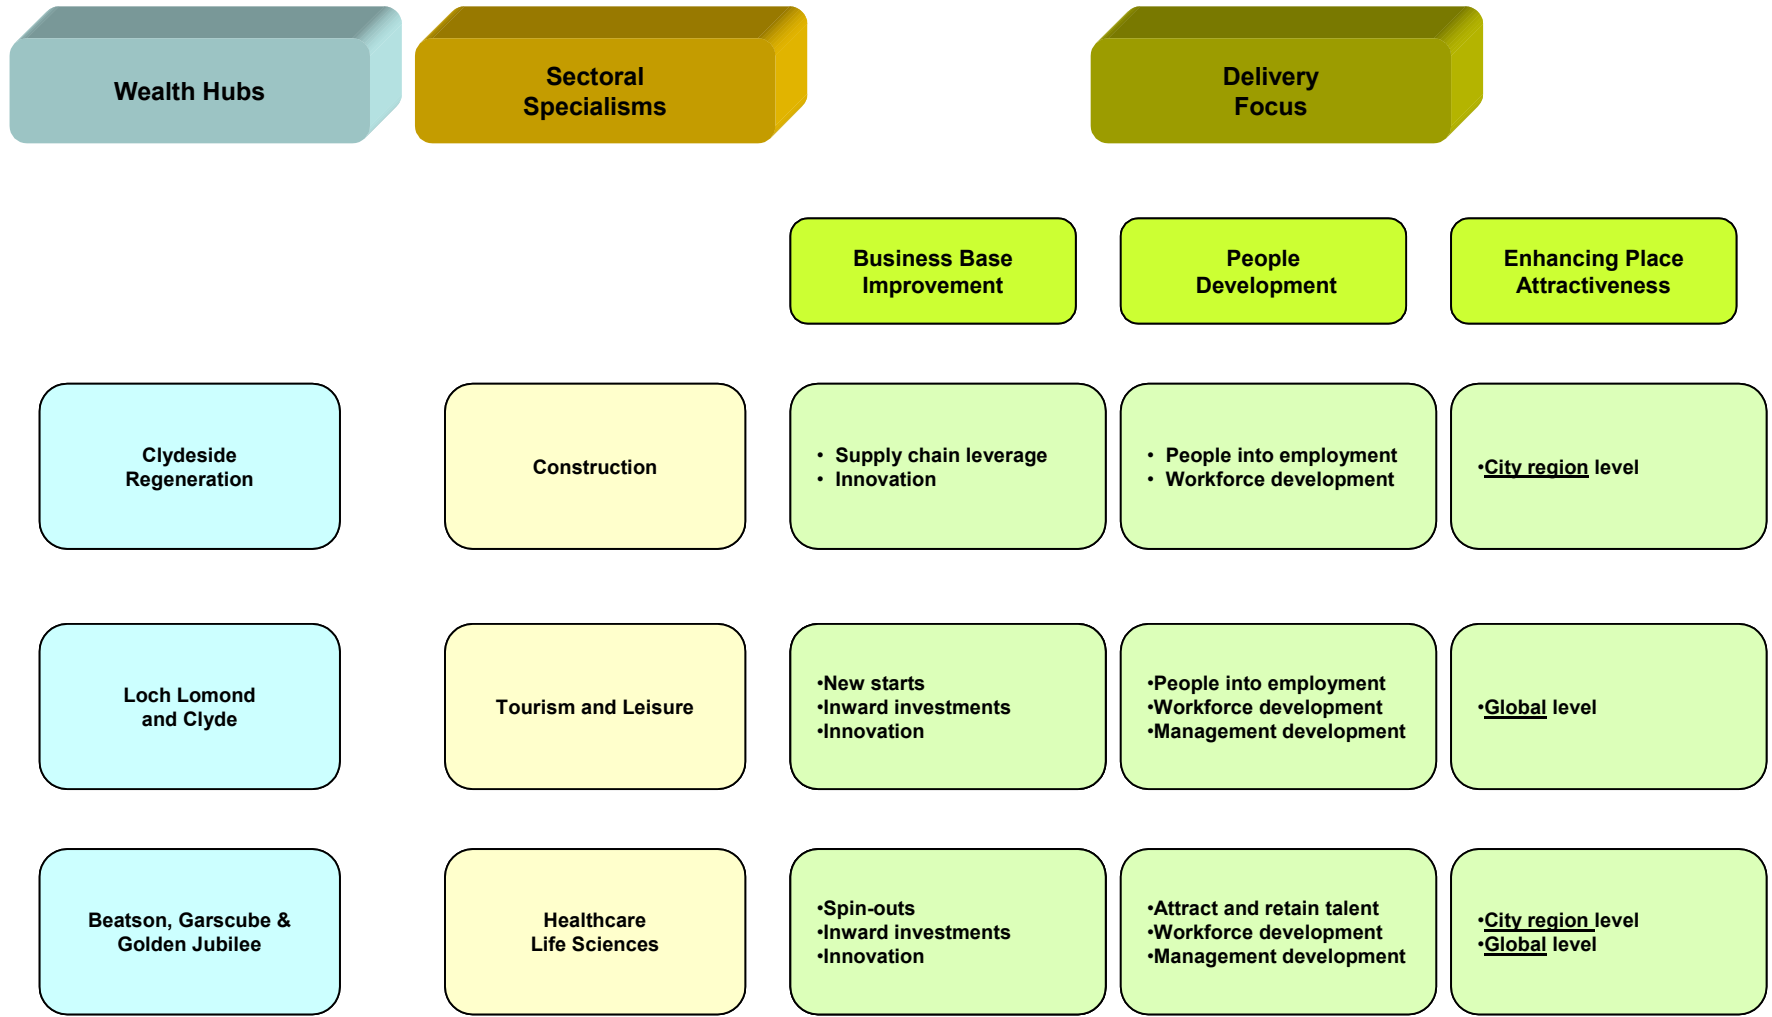 Wealth Hubs
Sectoral
Specialisms
Delivery
Focus
Business Base
Improvement
People
Development
Enhancing Place
Attractiveness
Clydeside
Regeneration
Construction
• Supply chain leverage
• Innovation
• People into employment
• Workforce development
•City region level
Loch Lomond
and Clyde
Tourism and Leisure
•New starts
•Inward investments
•Innovation
•People into employment
•Workforce development
•Management development
•Global level
Beatson, Garscube &
Golden Jubilee
Healthcare
Life Sciences
•Spin-outs
•Inward investments
•Innovation
•Attract and retain talent
•Workforce development
•Management development
•City region level
•Global level